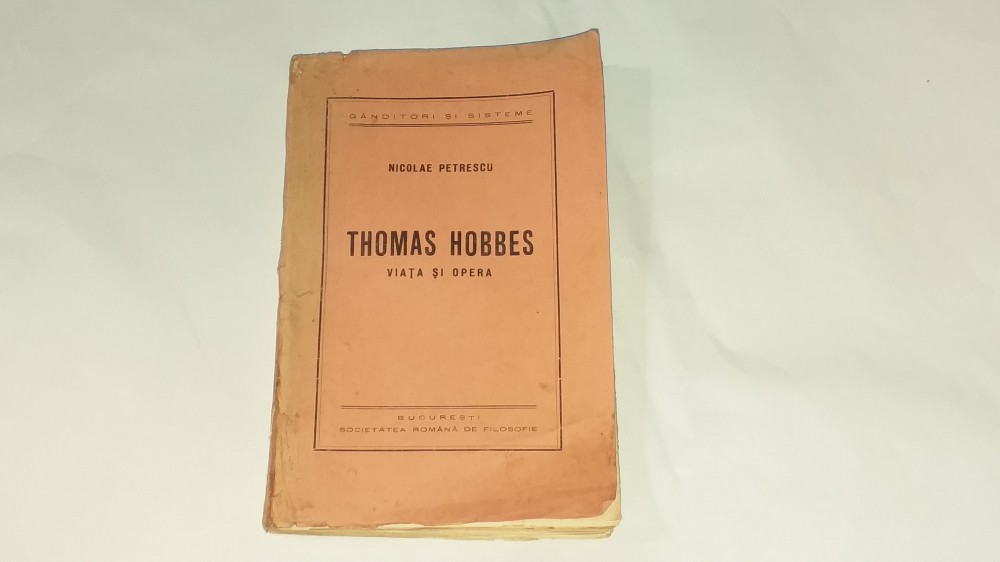 GÂNDITORI ȘI SISTEME
NICOLAE PETRESCU
THOMAS HOBBES
VIAȚA ȘI OPERA
BUCUREȘTI
SOCIETATEA ROMÂNĂ DE FILOSOFIE